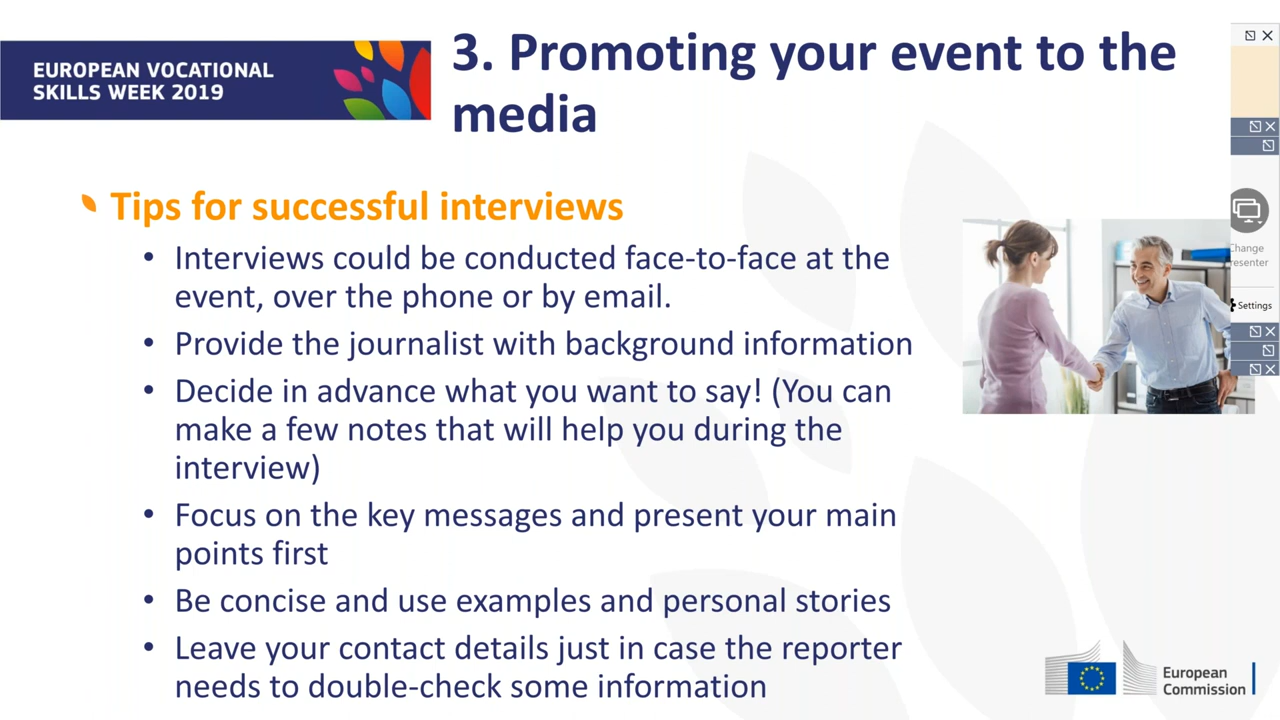 EUROPEAN VOCATIONAL
SKILLS WEEK 2019
3. Promoting your event to the
media
Tips for successful interviews
• Interviews could be conducted face-to-face at the
event, over the phone or by email.
• Provide the journalist with background information
• Decide in advance what you want to say! (You can
make a few notes that will help you during the
interview)
• Focus on the key messages and present your main
points first
• Be concise and use examples and personal stories
• Leave your contact details just in case the reporter
needs to double-check some information
hange
resenter
Settings
European
Commission